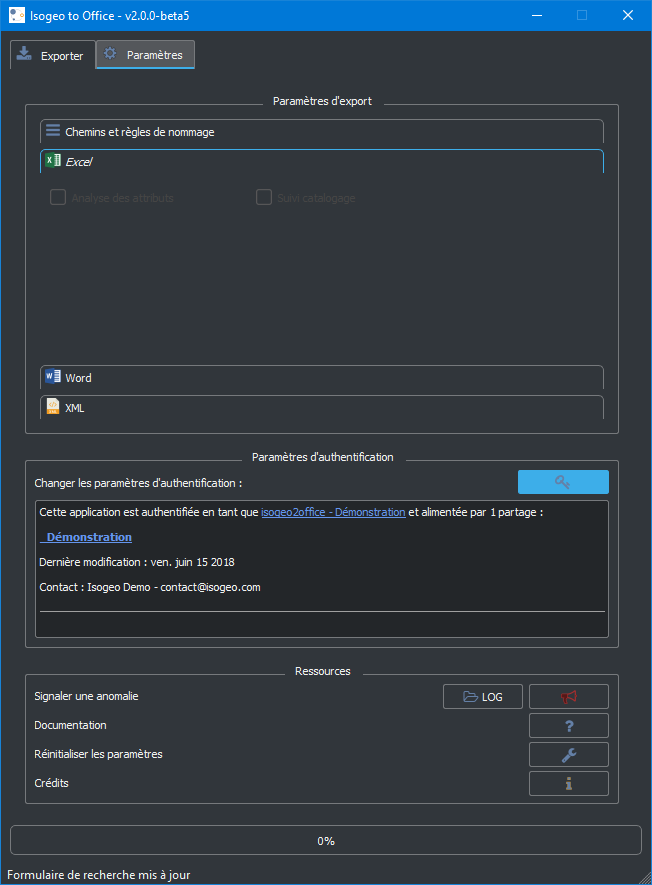 Isogeo to Office - v2.0.0-beta5
Exporter
Paramètres
Paramètres d'export
Chemins et règles de nommage
Excel
Analyse des attributs
Suivi catalogage
Word
XML
Paramètres d'authentification
Changer les paramètres d'authentification :
Cette application est authentifiée en tant que isogeo2office - Démonstration et alimentée par 1 partage :
Démonstration
Dernière modification : ven. juin 15 2018
Contact : Isogeo Demo - contact@isogeo.com
Ressources
Signaler une anomalie
LOG
Documentation
?
Réinitialiser les paramètres
Crédits
0%
Formulaire de recherche mis à jour